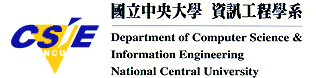 CSIE
NCU
國立中央大學 資訊工程學系
Department of Computer Science &
Information Engineering
National Central University